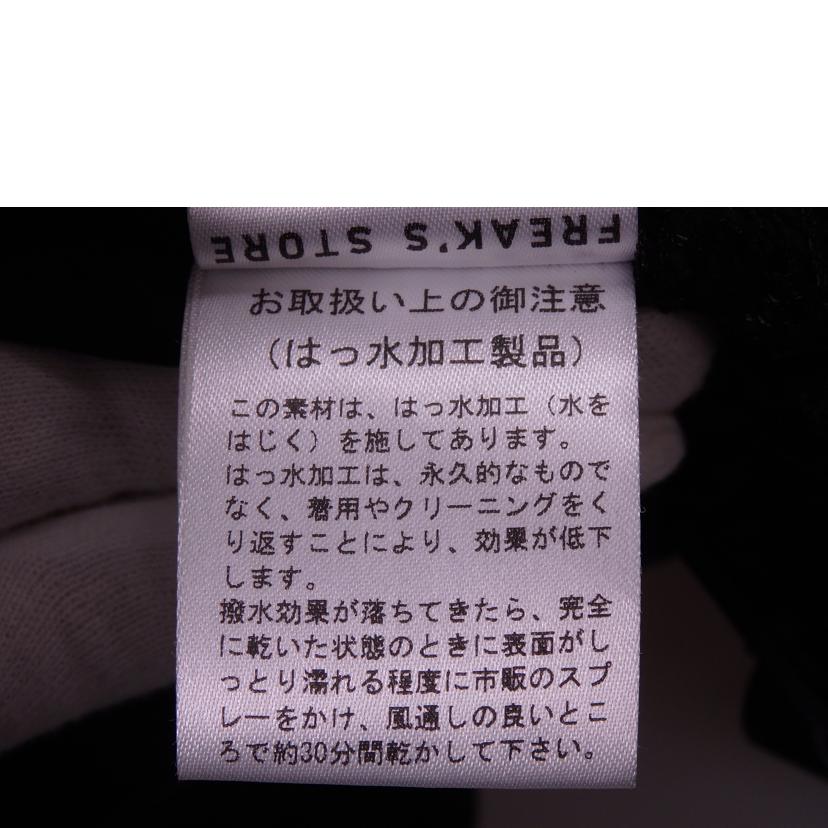 FREAK'S STORE
お取扱い上の御注意
（はっ水加工製品）
この素材は、はっ水加工（水を
はじく）を施してあります。
はっ水加工は、永久的なもので
なく、着用やクリーニングをく
り返すことにより、効果が低下
します。
撥水効果が落ちてきたら、完全
に乾いた状態のときに表面がし
っとり濡れる程度に市販のスプ
レーをかけ、風通しの良いとこ
ろで約30分間乾かして下さい。